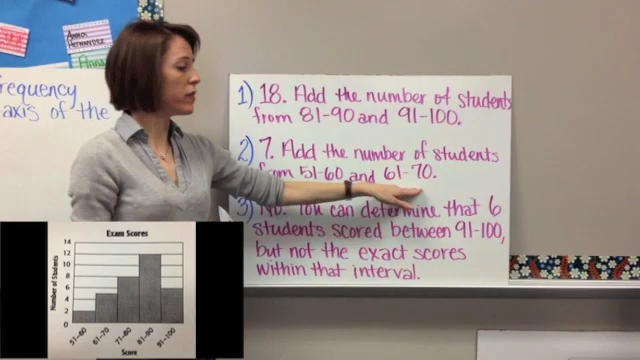 Annos
Hernandez
Anna
frequency
axis of the
1) 18. Add the number of students
from 81-90 and 91-100.
2) 7. Add the number of students
from 51-60 and 61-70.
3) No. You can determine that 6
students scored between 91-100,
but not the exact scores
within that interval.
Exam Scores
Number of Students
14
12
10
8
6
4
2
0
51–60
61–70
71–80
81–90
91–100
Score